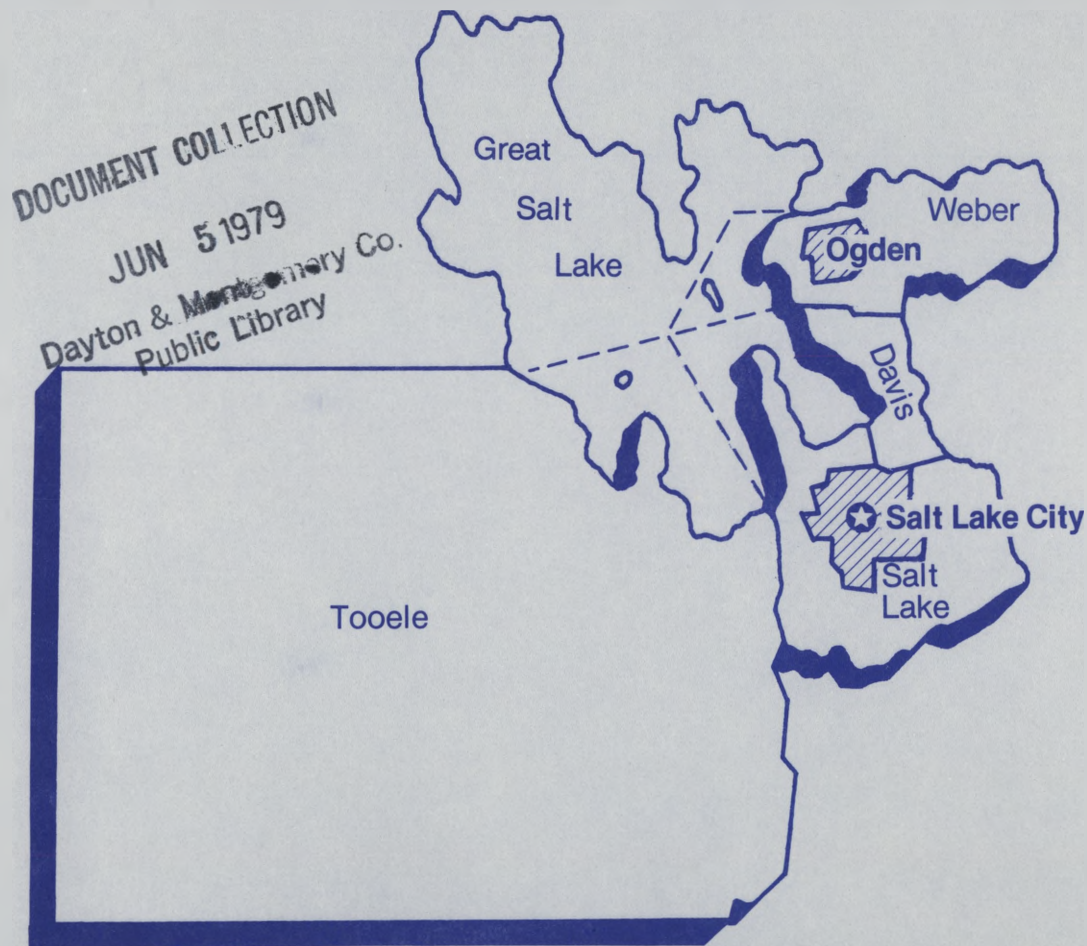 DOCUMENT COLLECTION
JUN 5 1979
Dayton & Montgomery Co.
Public Library
Great
Salt
Lake
Weber
Ogden
Davis
Salt Lake City
Salt
Lake
Tooele